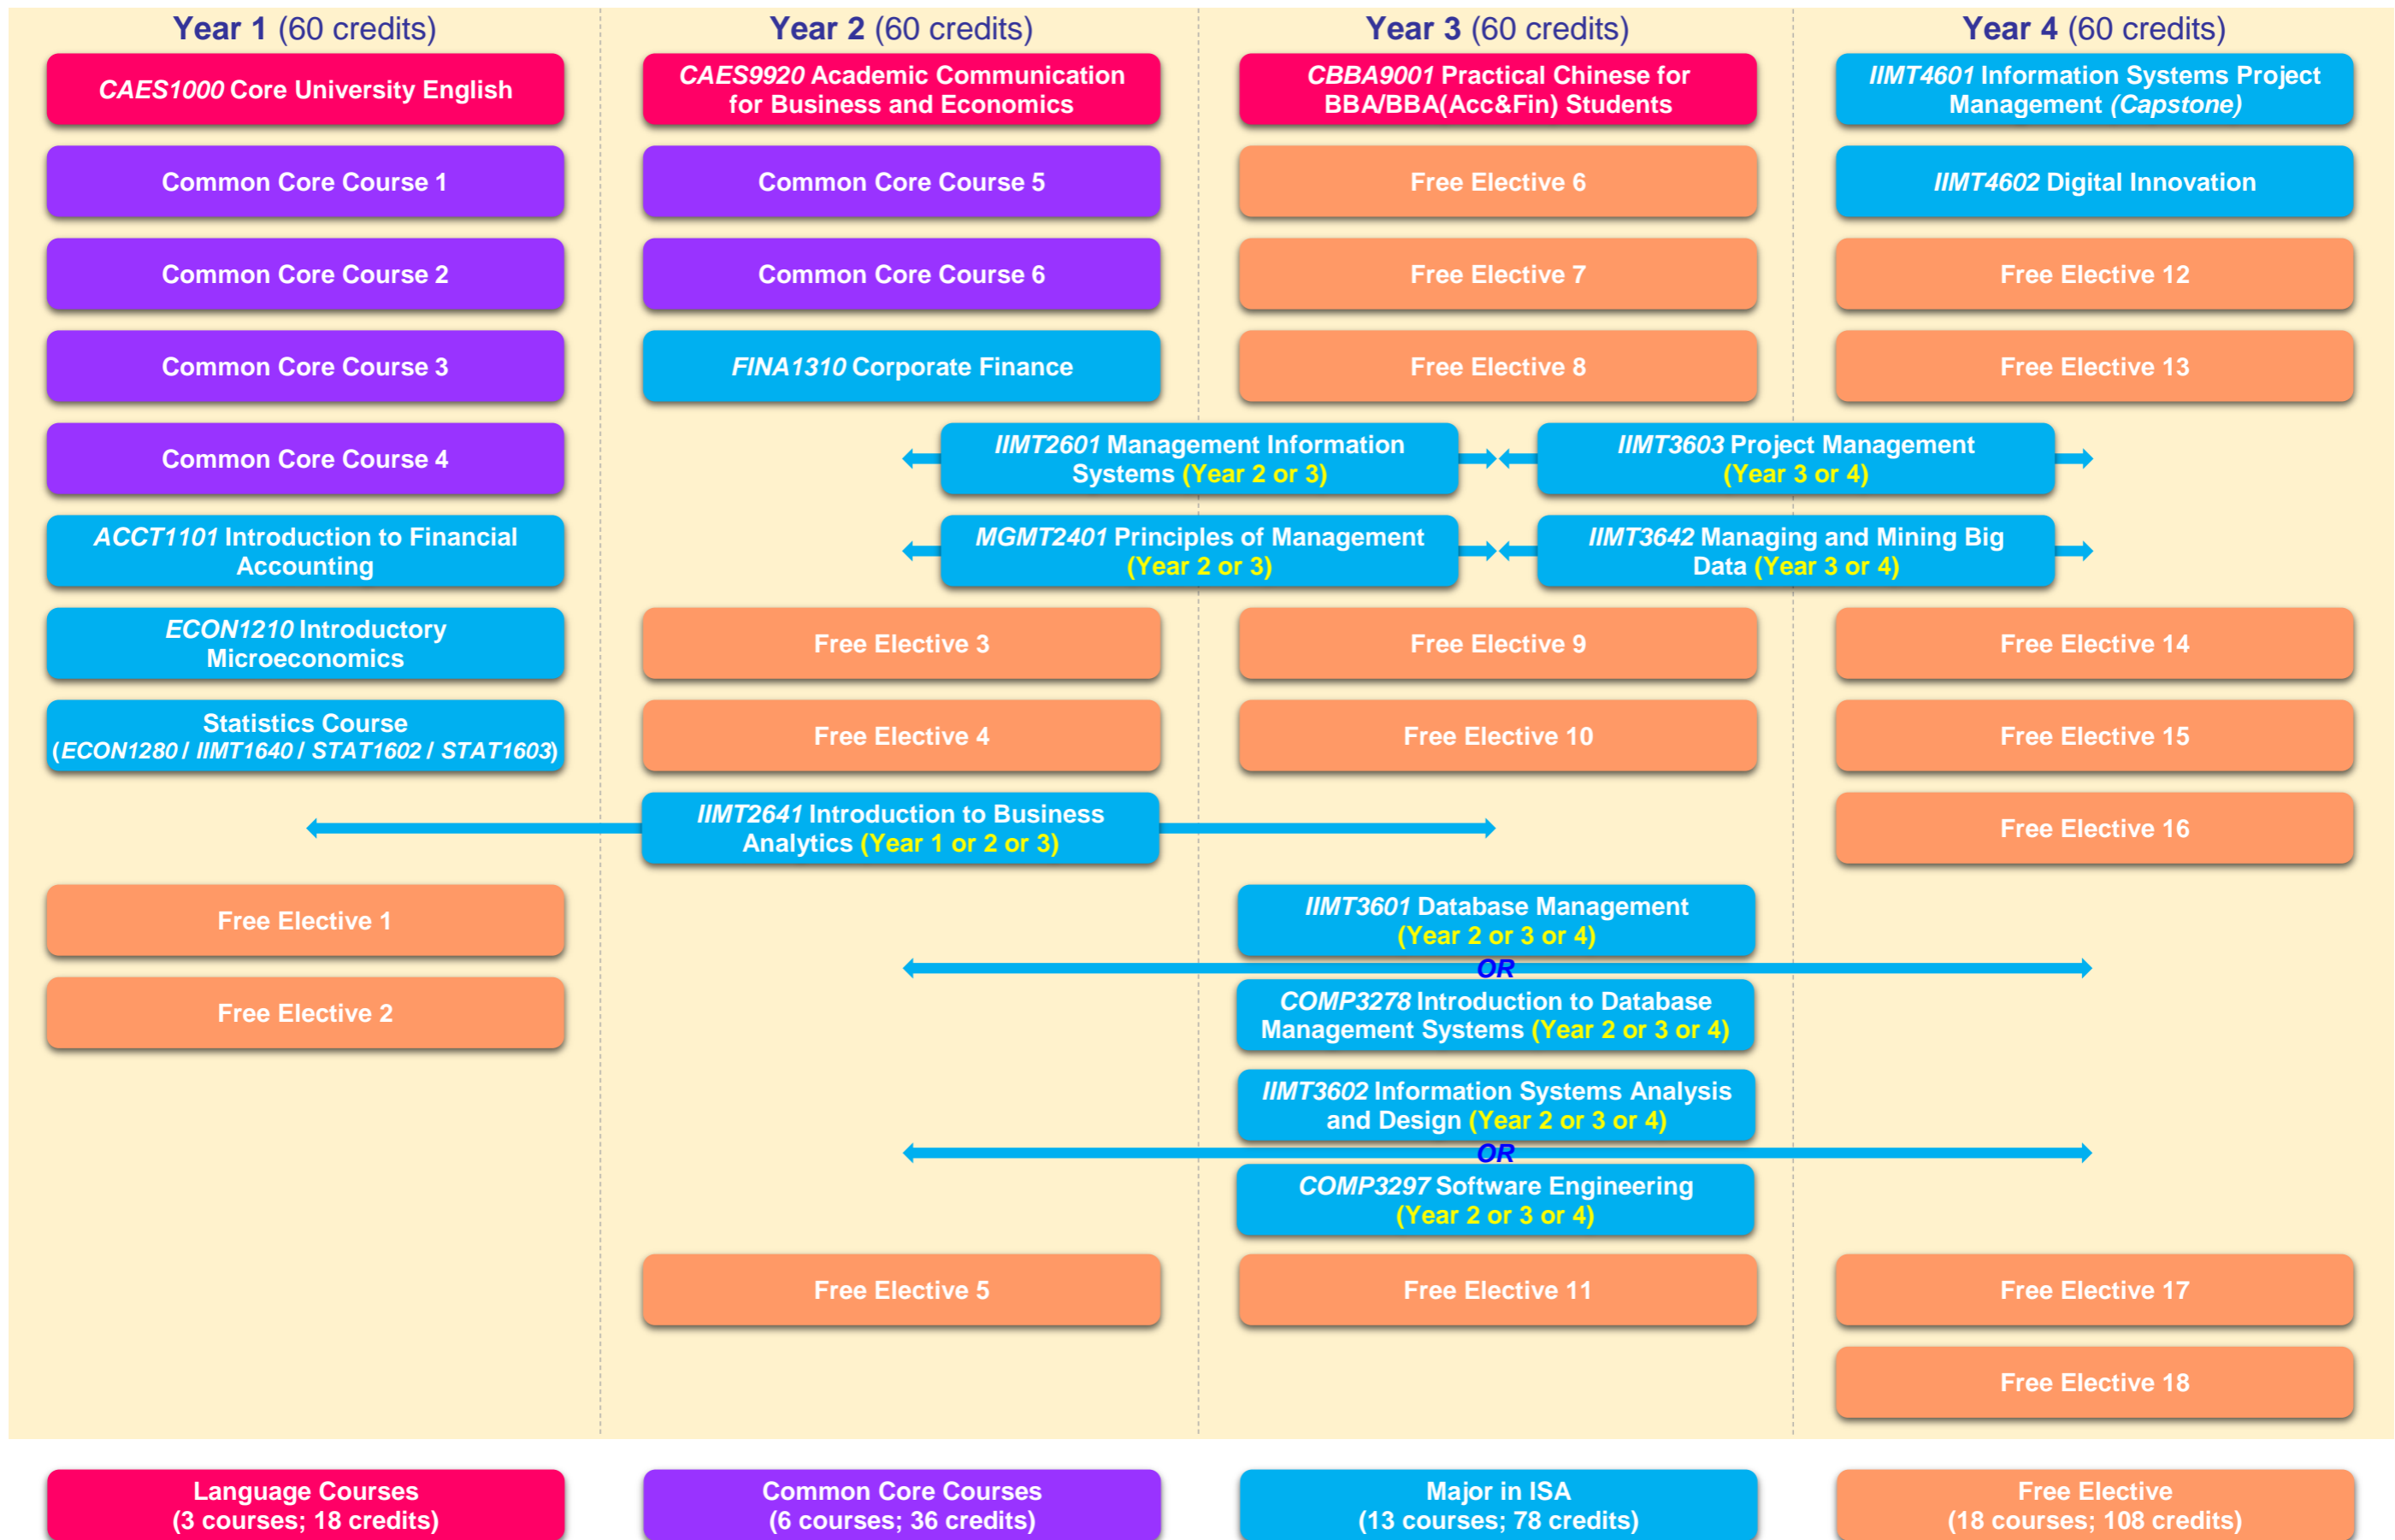 Year 1 (60 credits)
CAES1000 Core University English
Common Core Course 1
Common Core Course 2
Common Core Course 3
Common Core Course 4
ACCT1101 Introduction to Financial
Accounting
ECON1210 Introductory
Microeconomics
Statistics Course
(ECON1280 / IIMT1640 / STAT1602 / STAT1603)
Free Elective 1
Free Elective 2
Year 2 (60 credits)
CAES9920 Academic Communication
for Business and Economics
Common Core Course 5
Common Core Course 6
FINA1310 Corporate Finance
IIMT2601 Management Information
Systems (Year 2 or 3)
MGMT2401 Principles of Management
(Year 2 or 3)
Free Elective 3
Free Elective 4
IIMT2641 Introduction to Business
Analytics (Year 1 or 2 or 3)
Free Elective 5
Year 3 (60 credits)
CBBA9001 Practical Chinese for
BBA/BBA(Acc&Fin) Students
Free Elective 6
Free Elective 7
Free Elective 8
IIMT3603 Project Management
(Year 3 or 4)
IIMT3642 Managing and Mining Big
Data (Year 3 or 4)
Free Elective 9
Free Elective 10
IIMT3601 Database Management
(Year 2 or 3 or 4)
OR
COMP3278 Introduction to Database
Management Systems (Year 2 or 3 or 4)
IIMT3602 Information Systems Analysis
and Design (Year 2 or 3 or 4)
OR
COMP3297 Software Engineering
(Year 2 or 3 or 4)
Free Elective 11
Year 4 (60 credits)
IIMT4601 Information Systems Project
Management (Capstone)
IIMT4602 Digital Innovation
Free Elective 12
Free Elective 13
Free Elective 14
Free Elective 15
Free Elective 16
Free Elective 17
Free Elective 18
Language Courses
(3 courses; 18 credits)
Common Core Courses
(6 courses; 36 credits)
Major in ISA
(13 courses; 78 credits)
Free Elective
(18 courses; 108 credits)